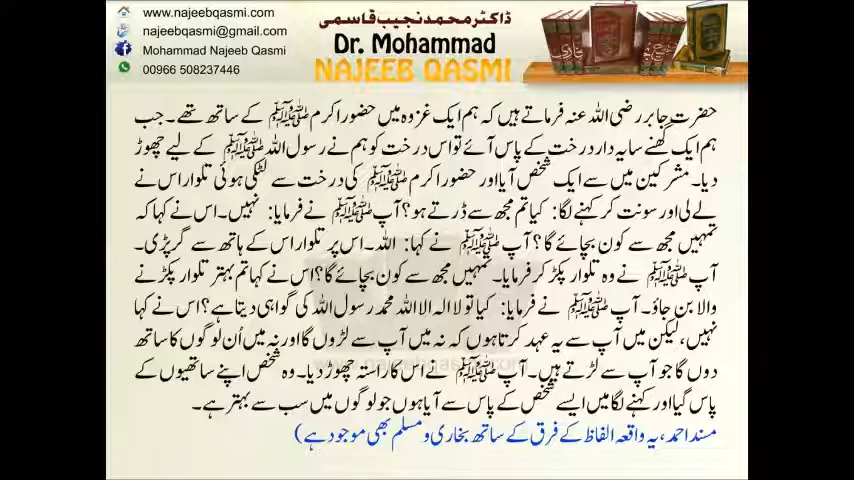 www.najeebqasmi.com
najeebqasmi@gmail.com
Mohammad Najeeb Qasmi
00966 508237446
ڈاکٹر محمد نجیب قاسمی
Dr. Mohammad
NAJEEB QASMI
حضرت جابر رضی اللہ عنہ فرماتے ہیں کہ ہم ایک غزوہ میں حضور اکرم ﷺ کے ساتھ تھے۔ جب
ہم ایک گھنے سایہ دار درخت کے پاس آئے تو اس درخت کو ہم نے رسول اللہ ﷺ کے لیے چھوڑ
دیا۔ مشرکین میں سے ایک شخص آیا اور حضور اکرم ﷺ کی درخت سے لٹکی ہوئی تلوار اس نے
لے لی اور سونت کر کہنے لگا: کیا تم مجھ سے ڈرتے ہو؟ آپ ﷺ نے فرمایا: نہیں۔ اس نے کہا کہ
تمہیں مجھ سے کون بچائے گا؟ آپ ﷺ نے کہا: اللہ۔ اس پر تلوار اس کے ہاتھ سے گر پڑی۔
آپ ﷺ نے وہ تلوار پکڑ کر فرمایا۔ تمہیں مجھ سے کون بچائے گا؟ اس نے کہا تم بہتر تلوار پکڑنے
والا بن جاؤ۔ آپ ﷺ نے فرمایا: کیا تو لا الہ الا اللہ محمد رسول اللہ کی گواہی دیتا ہے؟ اس نے کہا
نہیں، لیکن میں آپ سے یہ عہد کرتا ہوں کہ نہ میں آپ سے لڑوں گا اور نہ میں اُن لوگوں کا ساتھ
دوں گا جو آپ سے لڑتے ہیں۔ آپ ﷺ نے اس کا راستہ چھوڑ دیا۔ وہ شخص اپنے ساتھیوں کے
پاس گیا اور کہنے لگا میں ایسے شخص کے پاس سے آیا ہوں جو لوگوں میں سب سے بہتر ہے۔
مسند احمد، یہ واقعہ الفاظ کے فرق کے ساتھ بخاری و مسلم بھی موجود ہے)